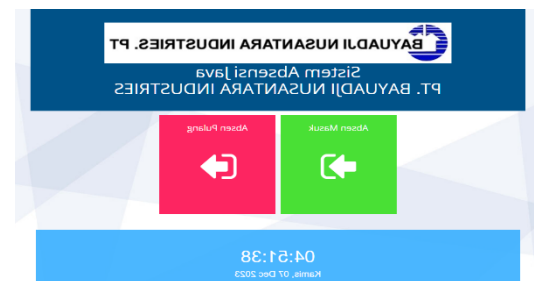 BAYUADJI NUSANTARA INDUSTRIES. PT
Sistem Absensi Java
PT. BAYUADJI NUSANTARA INDUSTRIES
Absen Pulang
Absen Masuk
04:51:38
Kamis, 07 Dec 2023